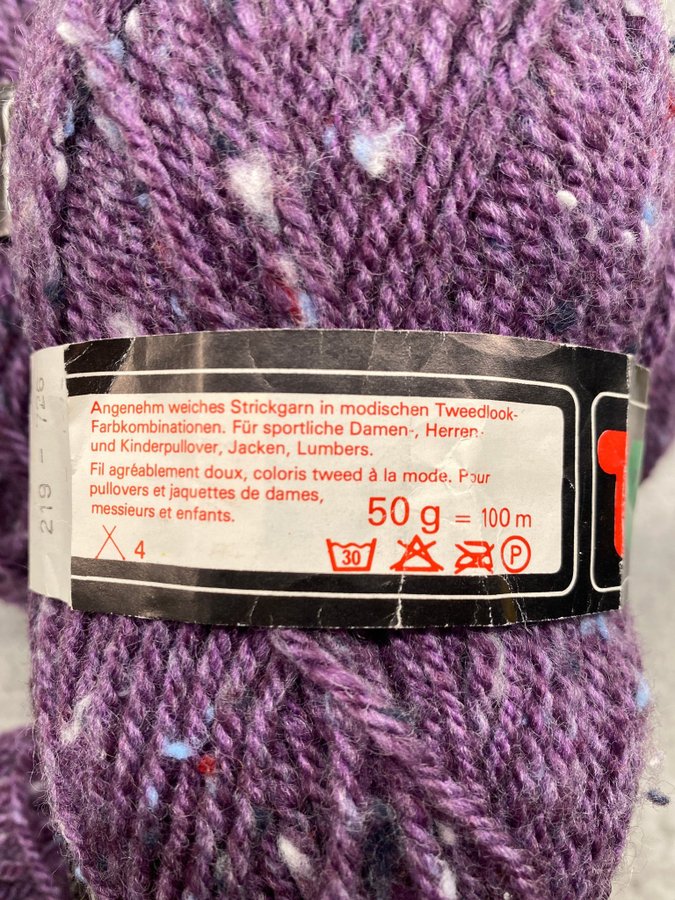 Angenehm weiches Strickgarn in modischen Tweedlook-
Farbkombinationen. Für sportliche Damen-, Herren-
und Kinderpullover, Jacken, Lumbers.
Fil agréablement doux, coloris tweed à la mode. Pour
pullovers et jaquettes de dames,
messieurs et enfants.
50 g = 100 m
4
30
P
219 -